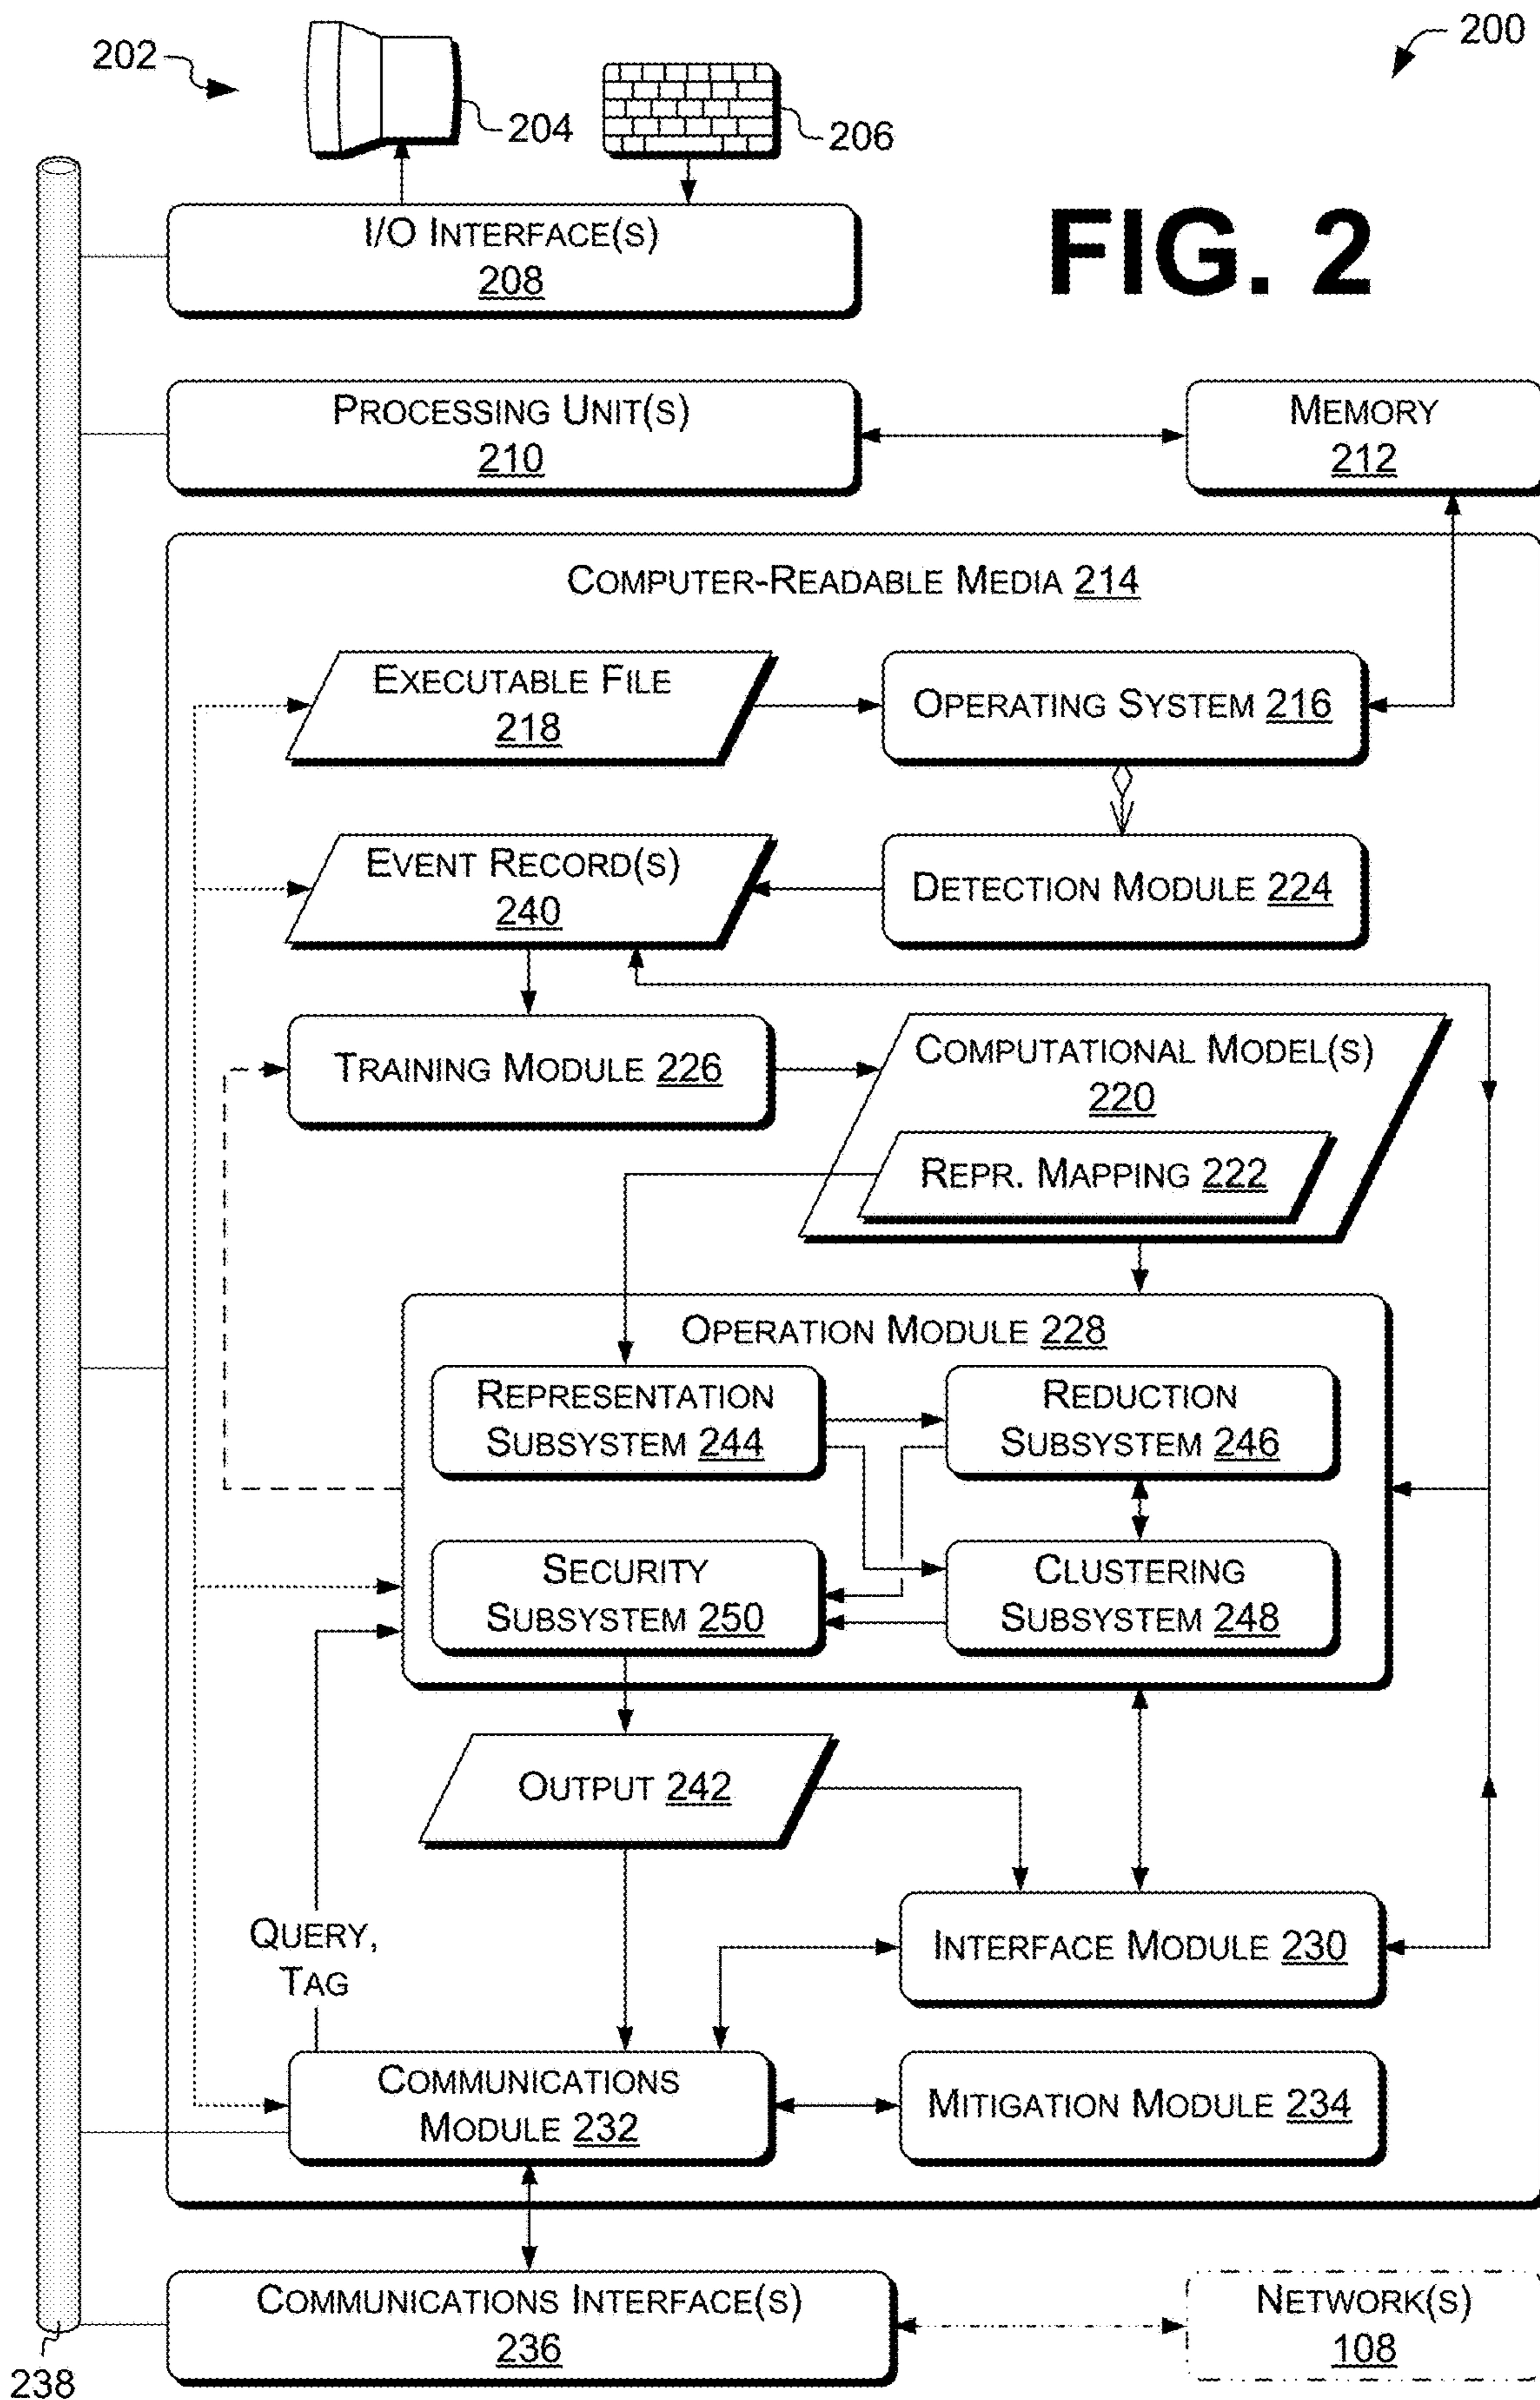 200
202
204
206
I/O INTERFACE(S)
208
FIG. 2
PROCESSING UNIT(S)
210
MEMORY
212
COMPUTER-READABLE MEDIA 214
EXECUTABLE FILE
218
OPERATING SYSTEM 216
EVENT RECORD(S)
240
DETECTION MODULE 224
TRAINING MODULE 226
COMPUTATIONAL MODEL(S)
220
REPR. MAPPING 222
OPERATION MODULE 228
REPRESENTATION
SUBSYSTEM 244
REDUCTION
SUBSYSTEM 246
SECURITY
SUBSYSTEM 250
CLUSTERING
SUBSYSTEM 248
OUTPUT 242
QUERY,
TAG
INTERFACE MODULE 230
COMMUNICATIONS
MODULE 232
MITIGATION MODULE 234
COMMUNICATIONS INTERFACE(S)
236
NETWORK(S)
108
238